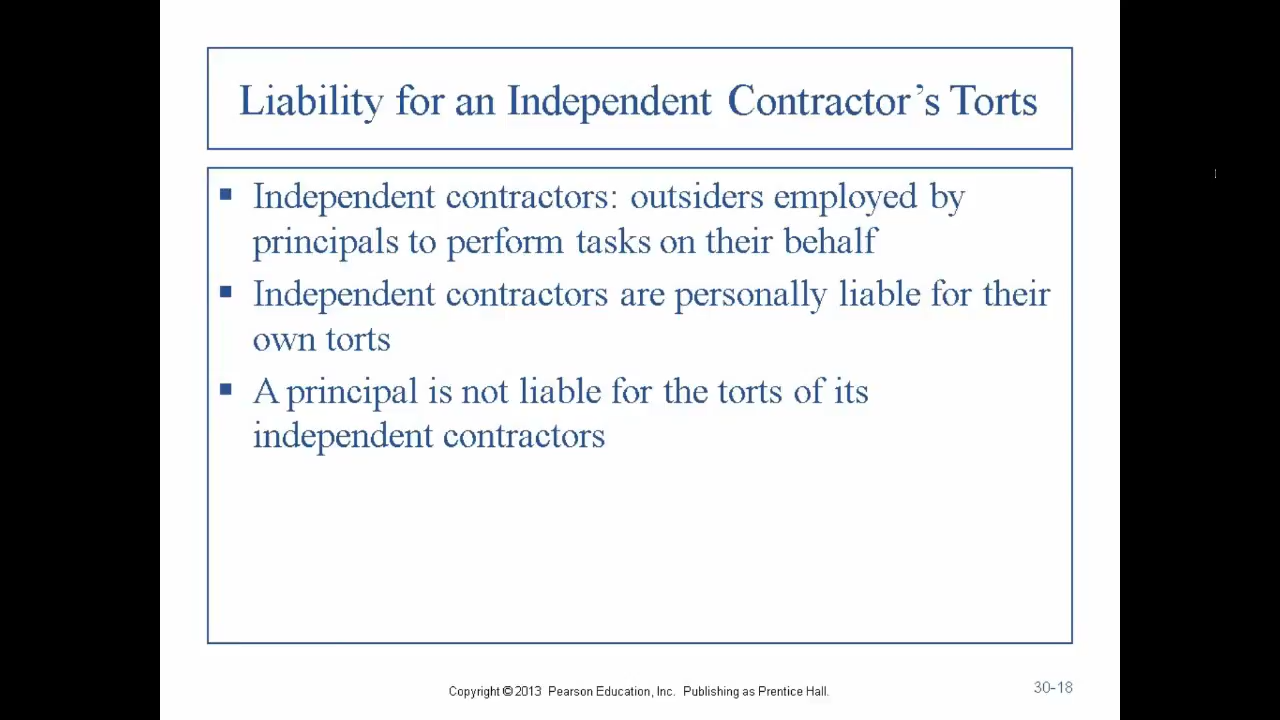 Liability for an Independent Contractor’s Torts
▪ Independent contractors: outsiders employed by
principals to perform tasks on their behalf
▪ Independent contractors are personally liable for their
own torts
▪ A principal is not liable for the torts of its
independent contractors
Copyright © 2013 Pearson Education, Inc. Publishing as Prentice Hall.
30-18